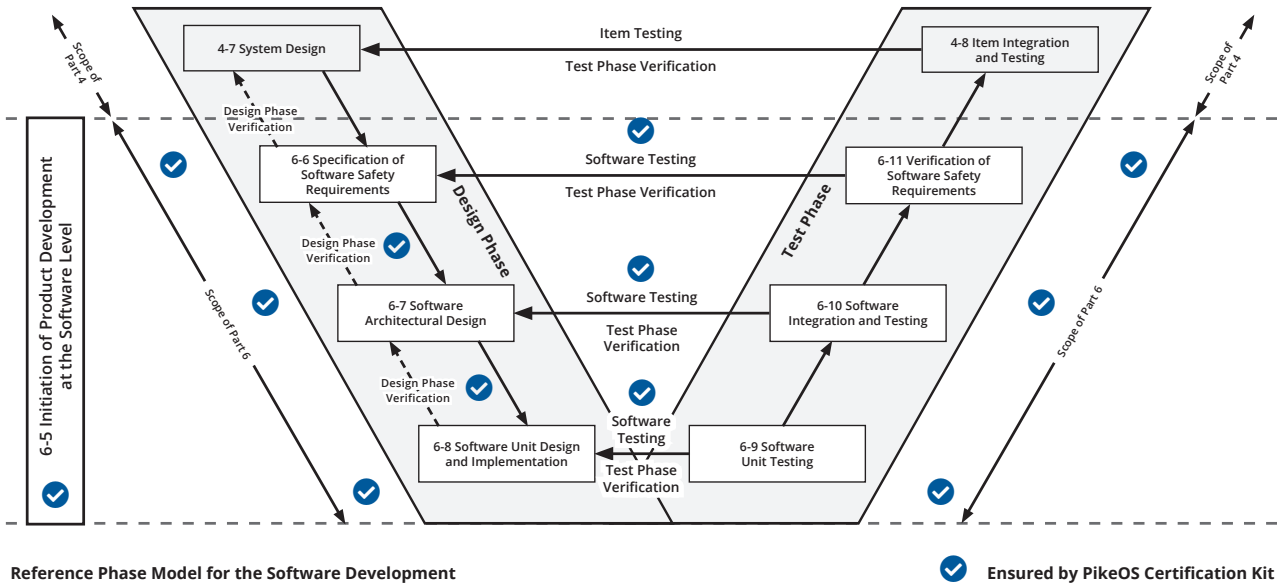 4-7 System Design
Item Testing
Test Phase Verification
4-8 Item Integration
and Testing
Scope of
Part 4
Scope of
Part 4
Design Phase
Verification
6-6 Specification of
Software Safety
Requirements
Software Testing
Test Phase Verification
6-11 Verification of
Software Safety
Requirements
Design Phase
Test Phase
Design Phase
Verification
6-5 Initiation of Product Development
at the Software Level
Scope of Part 6
6-7 Software
Architectural Design
Software Testing
Test Phase
Verification
6-10 Software
Integration and Testing
Scope of Part 6
Design Phase
Verification
6-8 Software Unit Design
and Implementation
Software
Testing
Test Phase
Verification
6-9 Software
Unit Testing
Reference Phase Model for the Software Development
Ensured by PikeOS Certification Kit